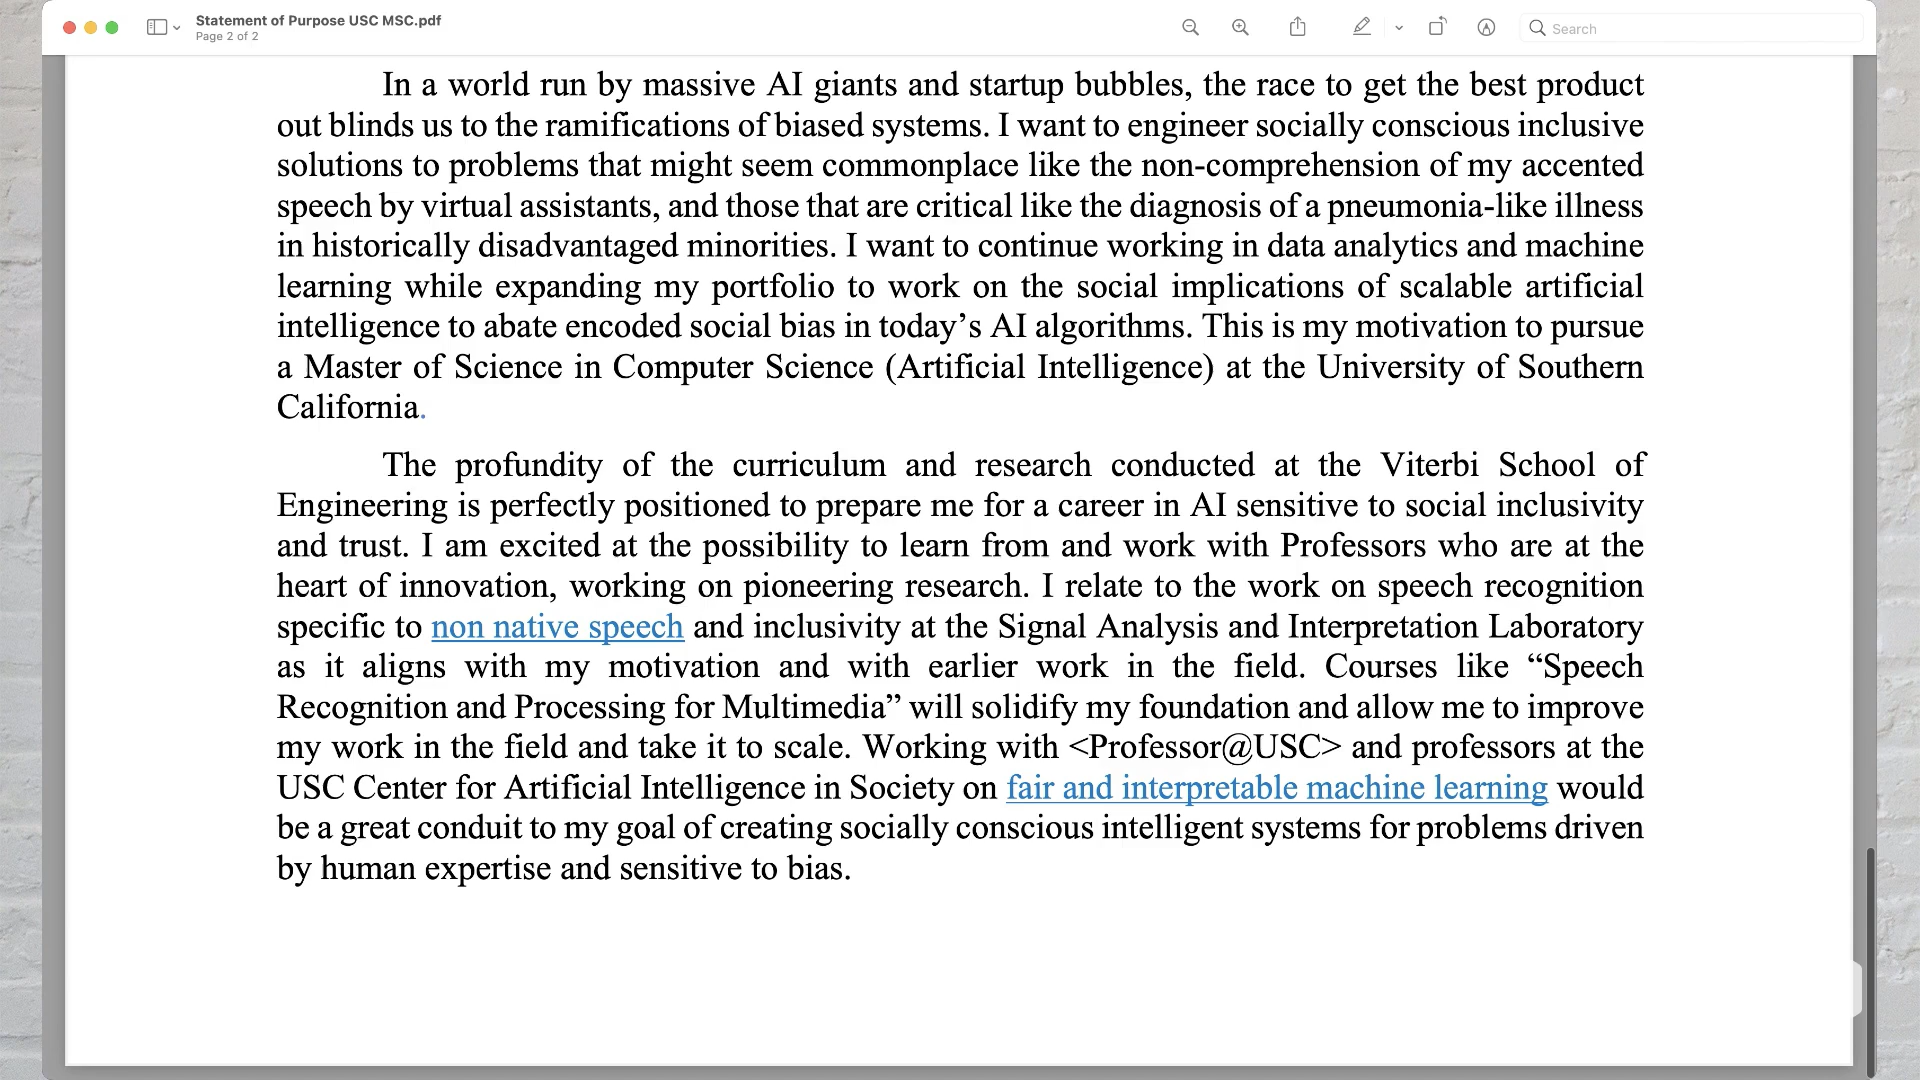 Statement of Purpose USC MSC.pdf
Page 2 of 2
Search
In a world run by massive AI giants and startup bubbles, the race to get the best product
out blinds us to the ramifications of biased systems. I want to engineer socially conscious inclusive
solutions to problems that might seem commonplace like the non-comprehension of my accented
speech by virtual assistants, and those that are critical like the diagnosis of a pneumonia-like illness
in historically disadvantaged minorities. I want to continue working in data analytics and machine
learning while expanding my portfolio to work on the social implications of scalable artificial
intelligence to abate encoded social bias in today’s AI algorithms. This is my motivation to pursue
a Master of Science in Computer Science (Artificial Intelligence) at the University of Southern
California.
The profundity of the curriculum and research conducted at the Viterbi School of
Engineering is perfectly positioned to prepare me for a career in AI sensitive to social inclusivity
and trust. I am excited at the possibility to learn from and work with Professors who are at the
heart of innovation, working on pioneering research. I relate to the work on speech recognition
specific to non native speech and inclusivity at the Signal Analysis and Interpretation Laboratory
as it aligns with my motivation and with earlier work in the field. Courses like “Speech
Recognition and Processing for Multimedia” will solidify my foundation and allow me to improve
my work in the field and take it to scale. Working with <Professor@USC> and professors at the
USC Center for Artificial Intelligence in Society on fair and interpretable machine learning would
be a great conduit to my goal of creating socially conscious intelligent systems for problems driven
by human expertise and sensitive to bias.